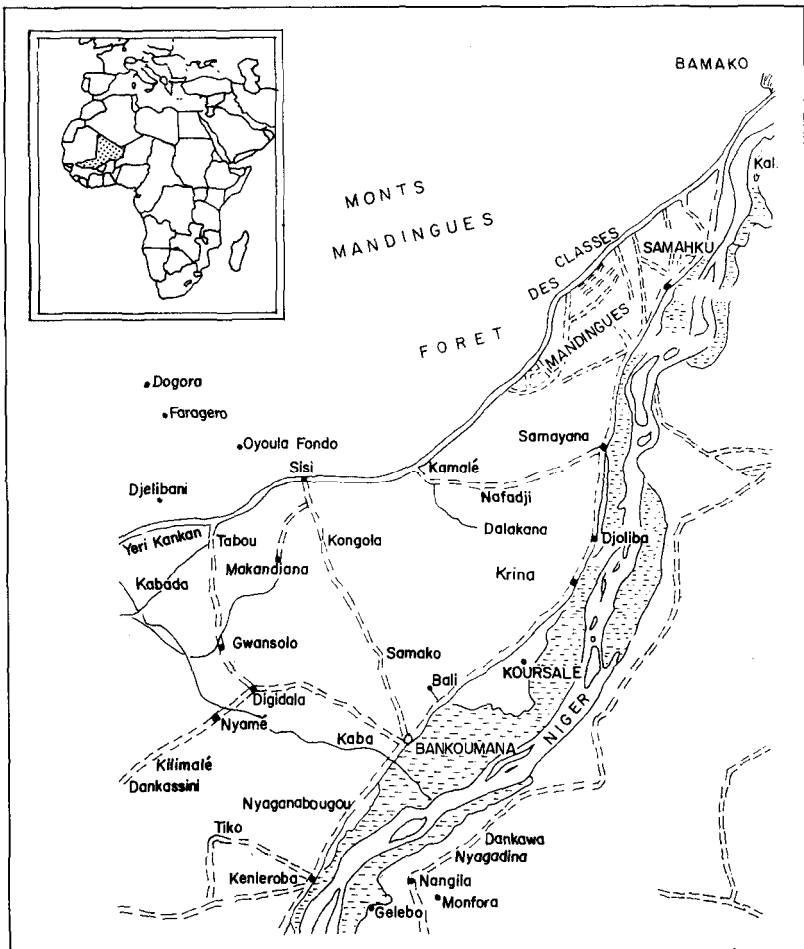 BAMAKO
Kal.
MONTS
MANDINGUES
FORET DES CLASSES
MANDINGUES
SAMAHKU
Dogora
Faragero
Oyoula Fondo
Sisi
Kamalé
Samayana
Nafadji
Djelibani
Yeri Kankan
Tabou
Kongola
Dalakana
Djoliba
Makandiana
Krina
Kabada
Gwansolo
Samako
Bali
KOURSALE
Digidala
Nyamé
Kaba
BANKOUMANA
NIGER
Kilimalé
Dankassini
Nyaganabougou
Tiko
Dankawa
Nyagadina
Kenieroba
Nangila
Monfora
Gelebo